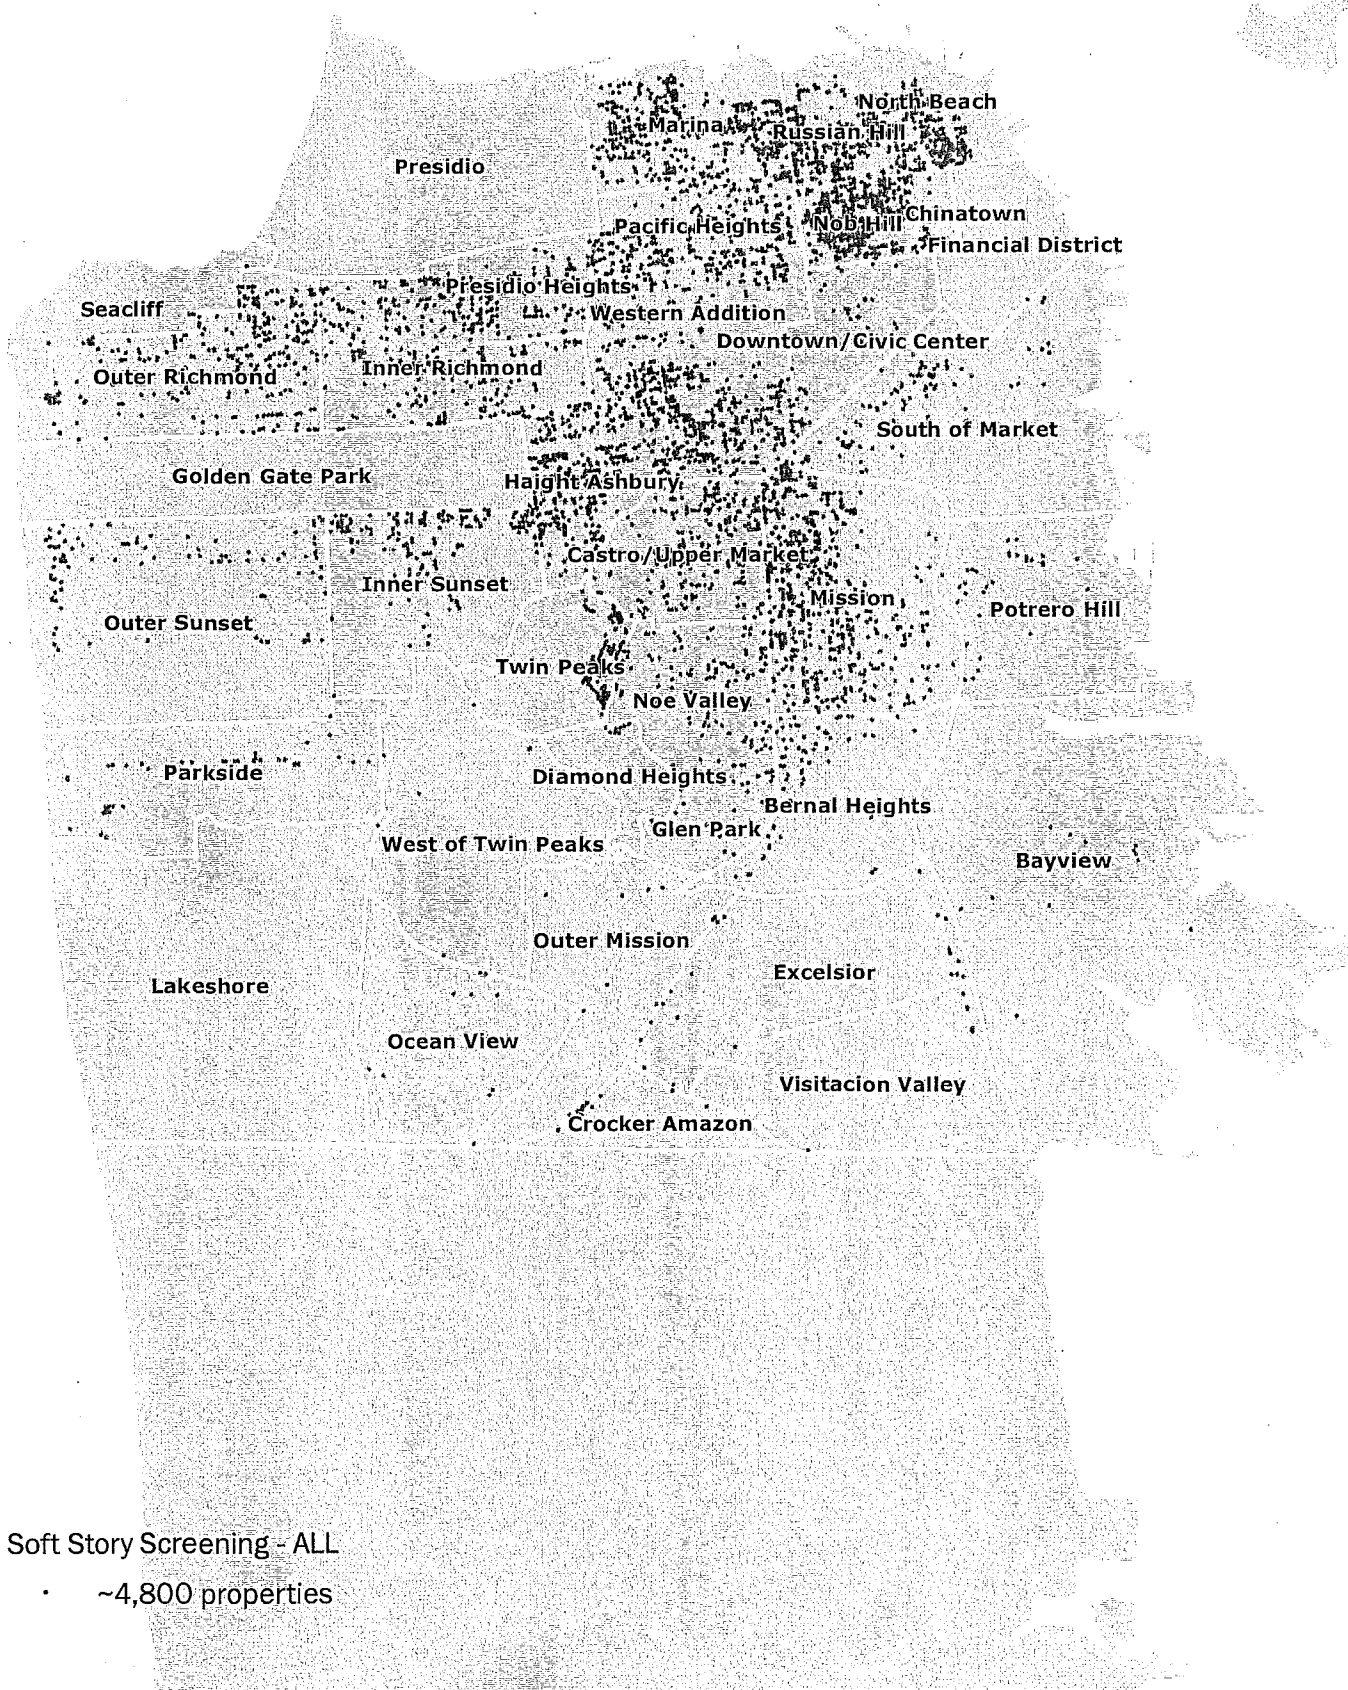 North Beach
Marina
Russian Hill
Presidio
Chinatown
Pacific Heights
Nob Hill
Financial District
Presidio Heights
Seacliff
Western Addition
Downtown/Civic Center
Inner Richmond
Outer Richmond
South of Market
Golden Gate Park
Haight Ashbury
Castro/Upper Market
Inner Sunset
Mission
Potrero Hill
Outer Sunset
Twin Peaks
Noe Valley
Parkside
Diamond Heights
Bernal Heights
Glen Park
West of Twin Peaks
Bayview
Outer Mission
Excelsior
Lakeshore
Ocean View
Visitacion Valley
Crocker Amazon
Soft Story Screening - ALL
~4,800 properties